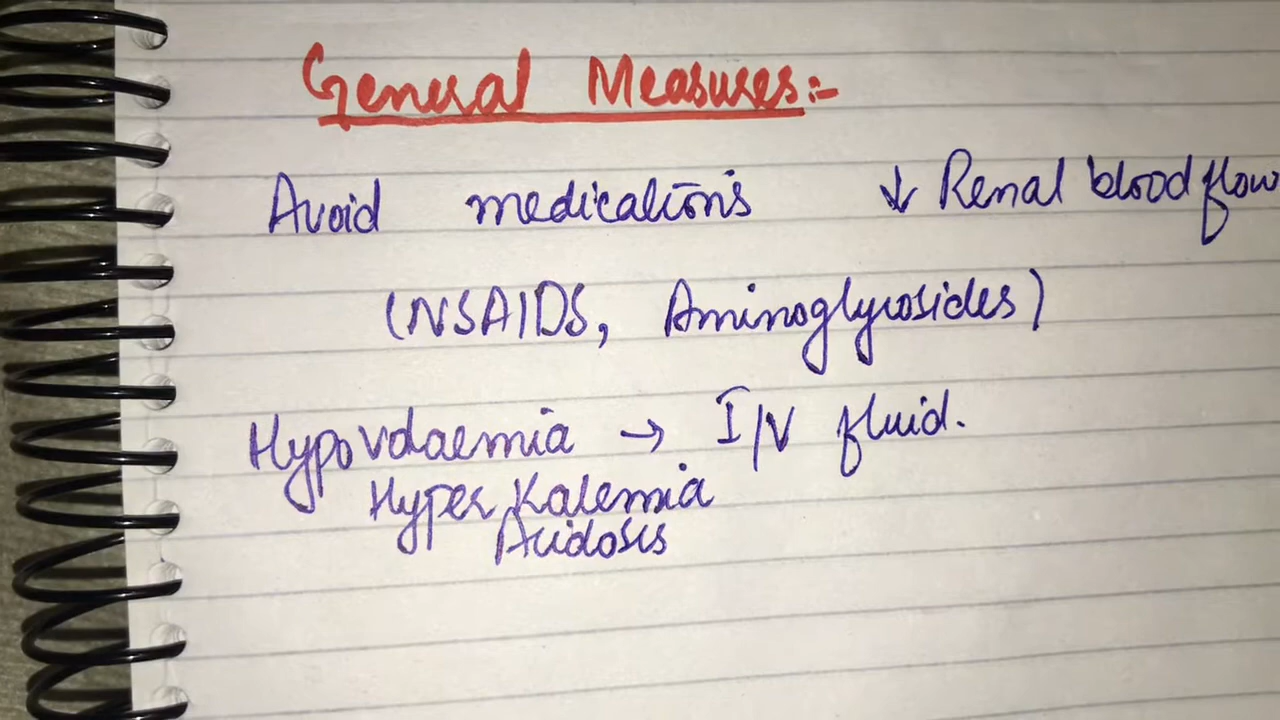 General Measures:-
Avoid medications ↓ Renal blood flow
(NSAIDS, Aminoglycosides)
Hypovolaemia → I/V fluid.
Hyper Kalemia
Acidosis